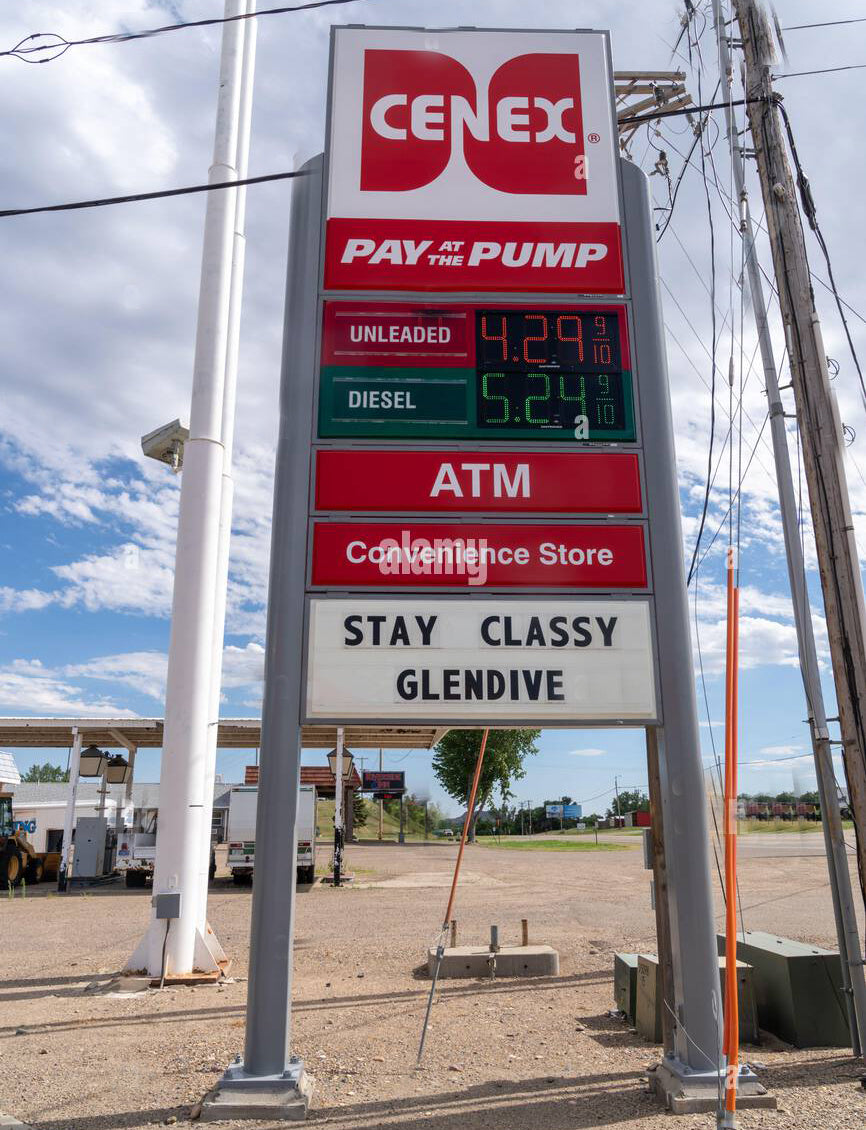 CENEX®
PAY AT THE PUMP
UNLEADED 4.29 9/10
DIESEL 5.24 9/10
ATM
Convenience Store
alamy
STAY CLASSY
GLENDIVE
a